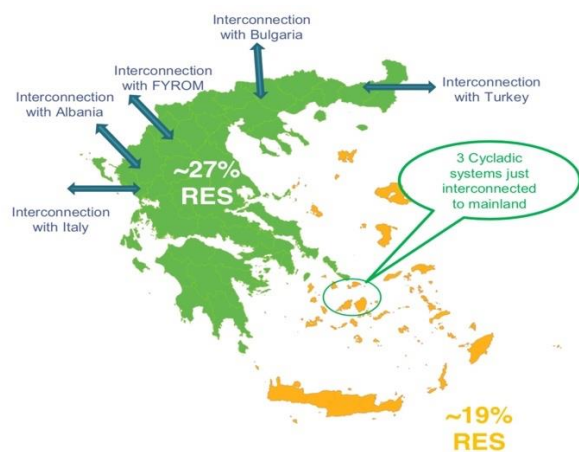 Interconnection
with Bulgaria
Interconnection
with FYROM
Interconnection
with Albania
Interconnection
with Turkey
~27%
RES
3 Cycladic
systems just
interconnected
to mainland
Interconnection
with Italy
~19%
RES